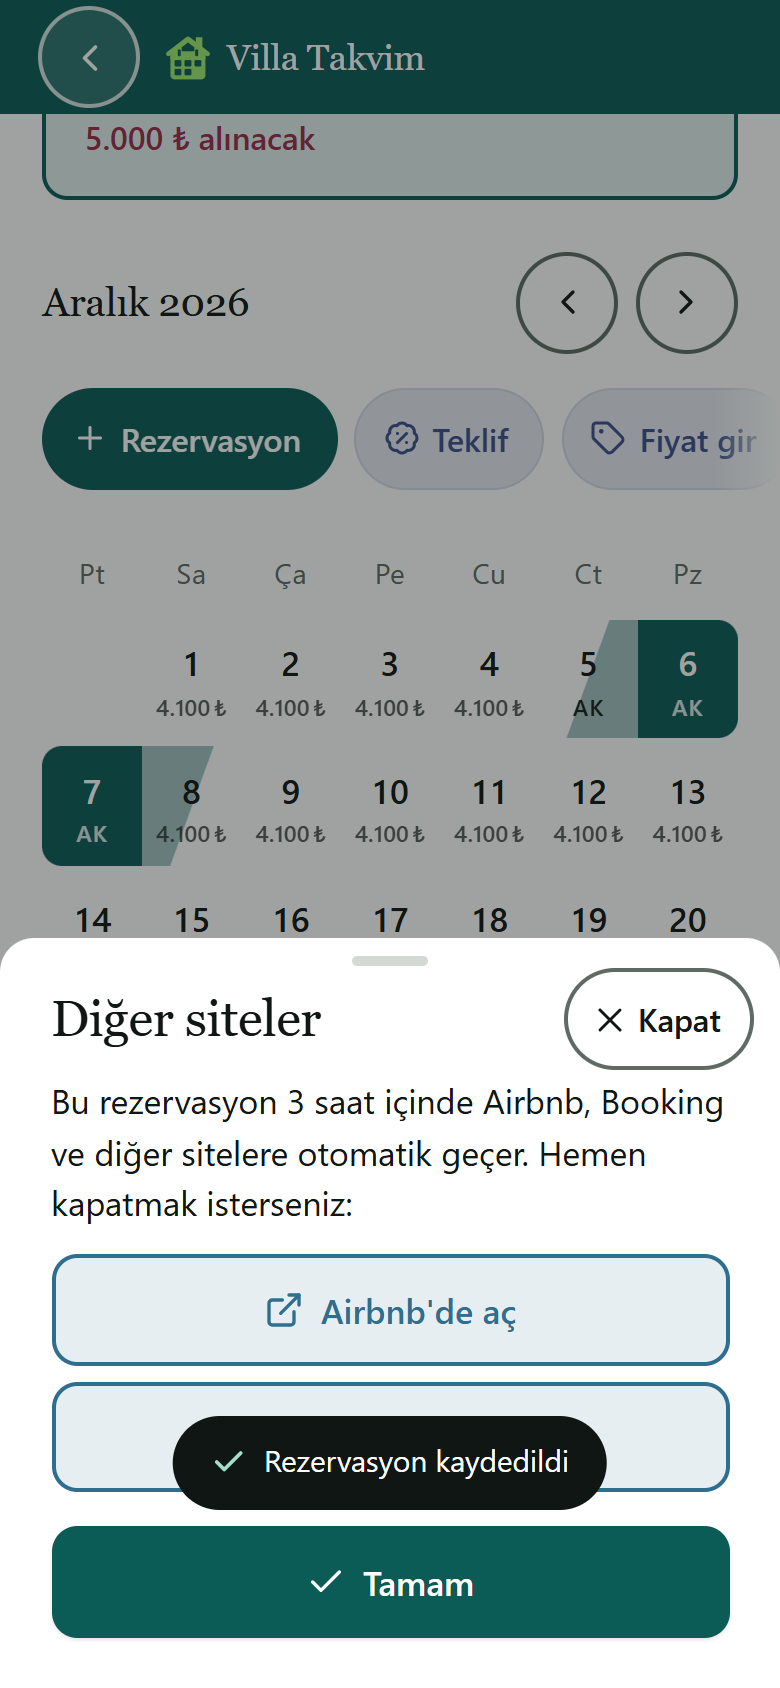 Villa Takvim
5.000 ₺ alınacak
Aralık 2026
Rezervasyon
Teklif
Fiyat gir
Pt Sa Ça Pe Cu Ct Pz
1 2 3 4 5 6
4.100 ₺ 4.100 ₺ 4.100 ₺ 4.100 ₺ AK AK
7 8 9 10 11 12 13
AK 4.100 ₺ 4.100 ₺ 4.100 ₺ 4.100 ₺ 4.100 ₺ 4.100 ₺
14 15 16 17 18 19 20
Diğer siteler
Kapat
Bu rezervasyon 3 saat içinde Airbnb, Booking
ve diğer sitelere otomatik geçer. Hemen
kapatmak isterseniz:
Airbnb'de aç
Rezervasyon kaydedildi
Tamam